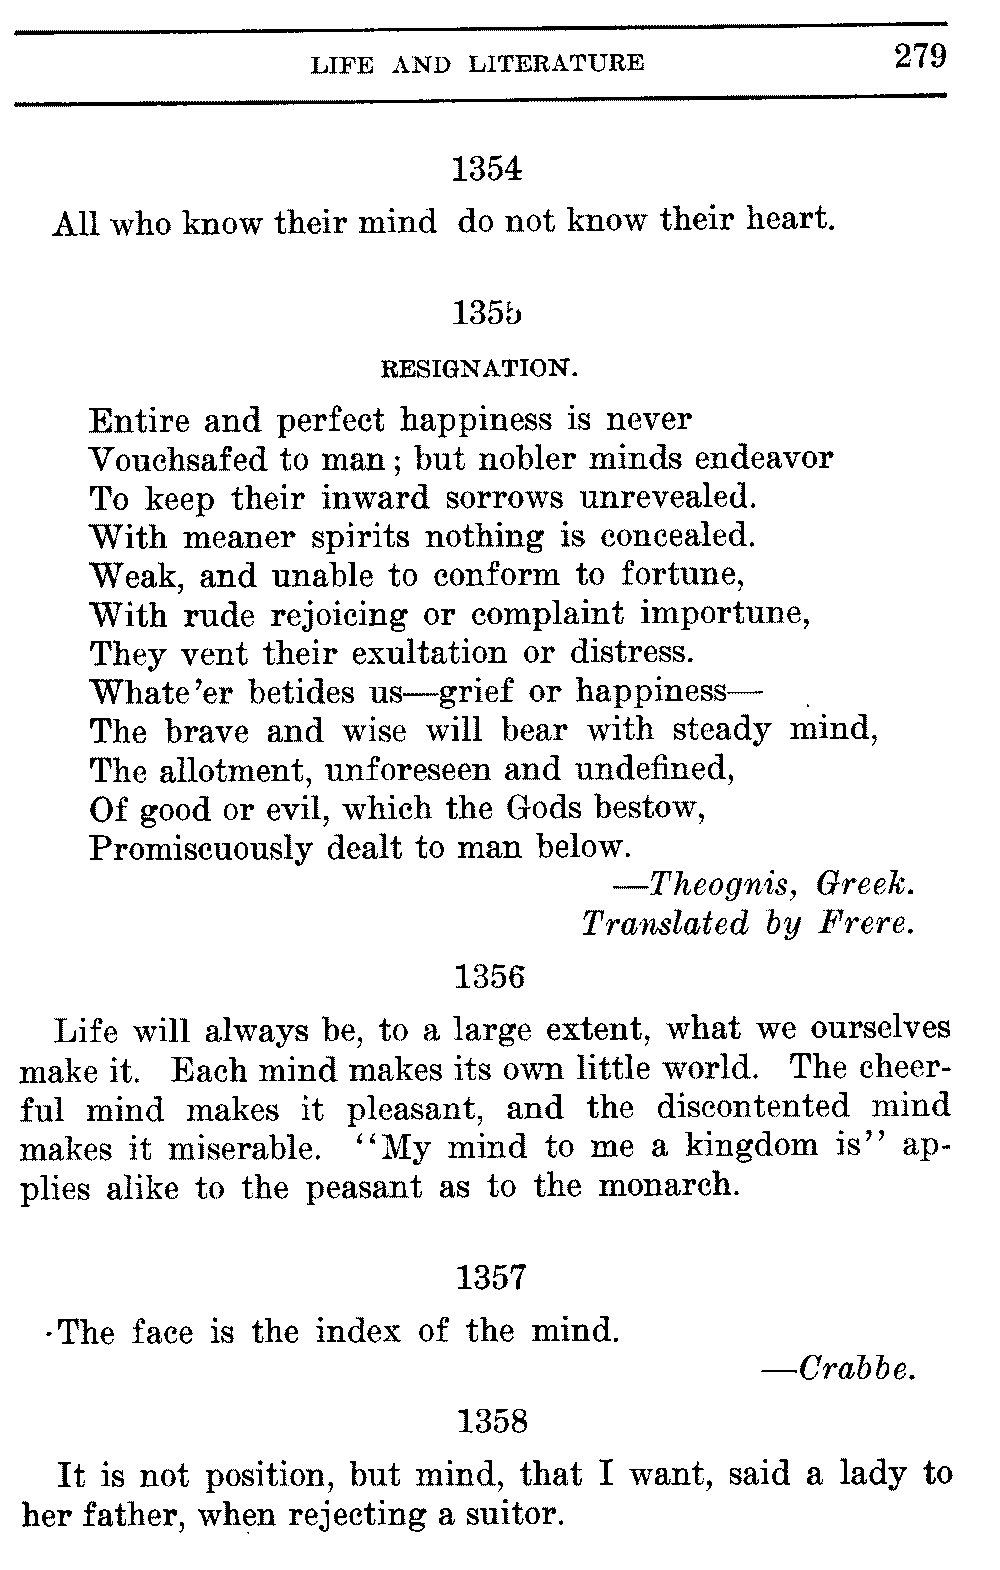 LIFE AND LITERATURE 279
1354
All who know their mind do not know their heart.
1355
RESIGNATION.
Entire and perfect happiness is never
Vouchsafed to man; but nobler minds endeavor
To keep their inward sorrows unrevealed.
With meaner spirits nothing is concealed.
Weak, and unable to conform to fortune,
With rude rejoicing or complaint importune,
They vent their exultation or distress.
Whate'er betides us—grief or happiness—
The brave and wise will bear with steady mind,
The allotment, unforeseen and undefined,
Of good or evil, which the Gods bestow,
Promiscuously dealt to man below.
—Theognis, Greek.
Translated by Frere.
1356
Life will always be, to a large extent, what we ourselves
make it. Each mind makes its own little world. The cheer-
ful mind makes it pleasant, and the discontented mind
makes it miserable. "My mind to me a kingdom is" ap-
plies alike to the peasant as to the monarch.
1357
The face is the index of the mind.
—Crabbe.
1358
It is not position, but mind, that I want, said a lady to
her father, when rejecting a suitor.